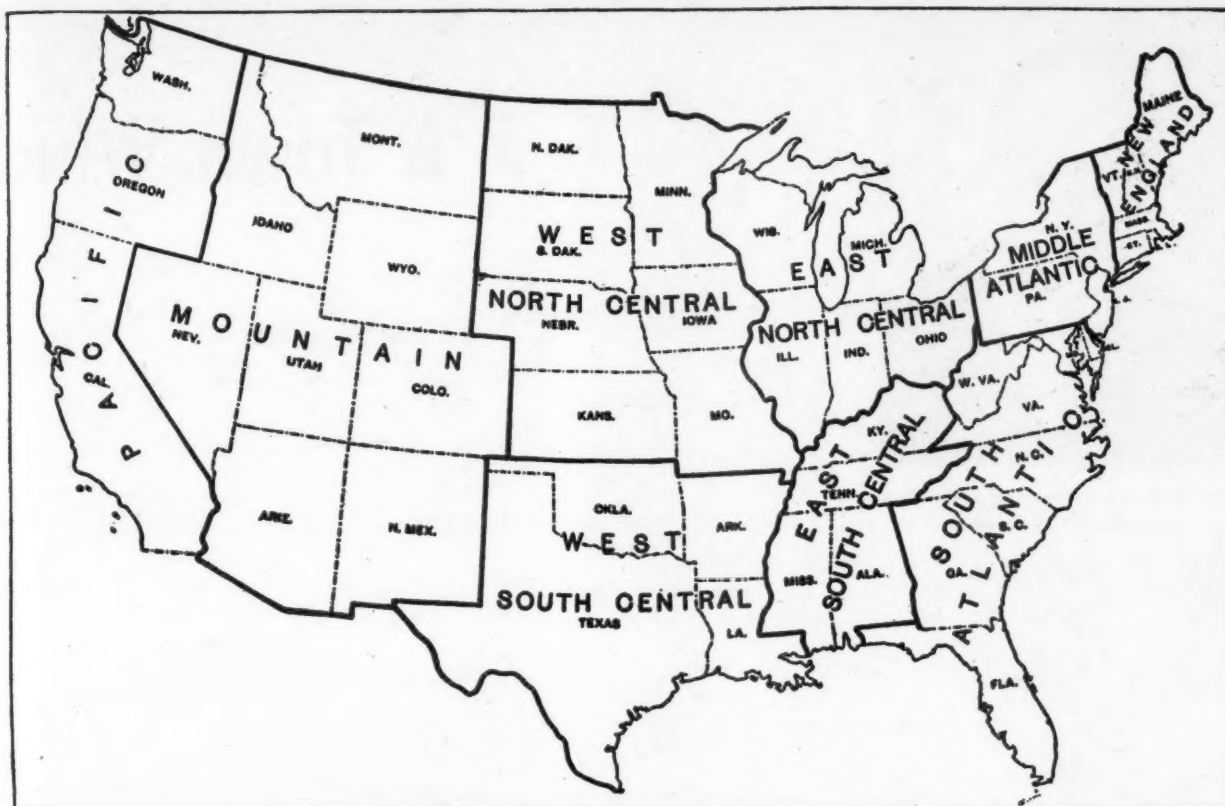 WASH.
OREGON
CAL.
PACIFIC
MONT.
IDAHO
WYO.
NEV.
UTAH
COLO.
ARIZ.
N. MEX.
MOUNTAIN
N. DAK.
MINN.
WEST
S. DAK.
NORTH CENTRAL
NEBR.
IOWA
KANS.
MO.
WIS.
MICH.
EAST
NORTH CENTRAL
ILL.
IND.
OHIO
OKLA.
ARK.
WEST
SOUTH CENTRAL
TEXAS
LA.
KY.
TENN.
MISS.
ALA.
EAST
SOUTH CENTRAL
W. VA.
VA.
N. C.
S. C.
GA.
FLA.
SOUTH
ATLANTIC
N. Y.
MIDDLE
ATLANTIC
PA.
MAINE
NEW
ENGLAND
VT.
MASS.
CT.